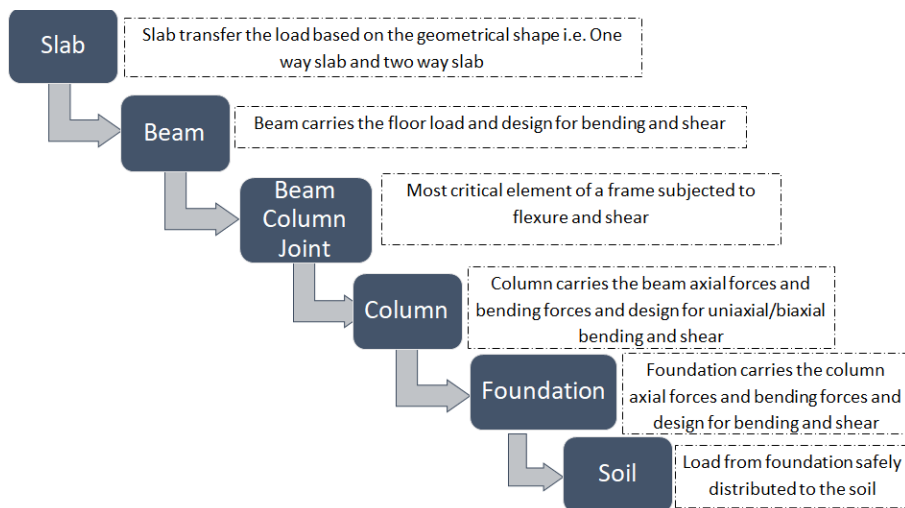 Slab
Slab transfer the load based on the geometrical shape i.e. One
way slab and two way slab
Beam
Beam carries the floor load and design for bending and shear
Beam
Column
Joint
Most critical element of a frame subjected to
flexure and shear
Column
Column carries the beam axial forces and
bending forces and design for uniaxial/biaxial
bending and shear
Foundation
Foundation carries the column
axial forces and bending forces and
design for bending and shear
Soil
Load from foundation safely
distributed to the soil